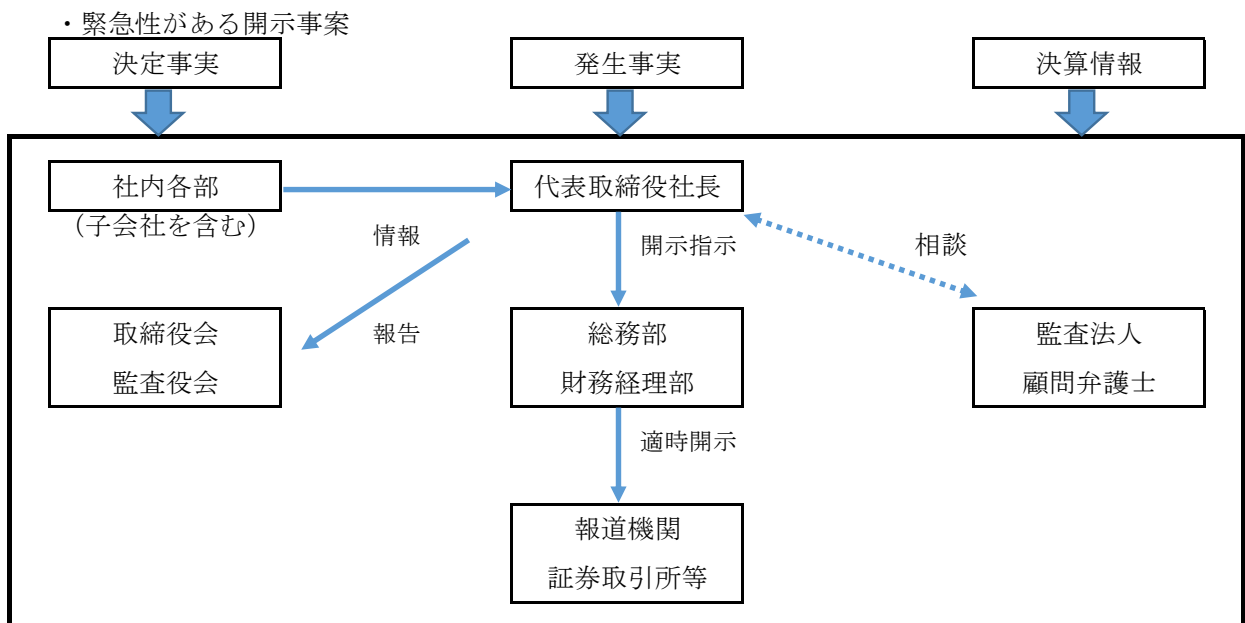 ・緊急性がある開示事案
決定事実
発生事実
決算情報
社内各部
（子会社を含む）
代表取締役社長
情報
開示指示
相談
取締役会
監査役会
報告
総務部
財務経理部
監査法人
顧問弁護士
適時開示
報道機関
証券取引所等